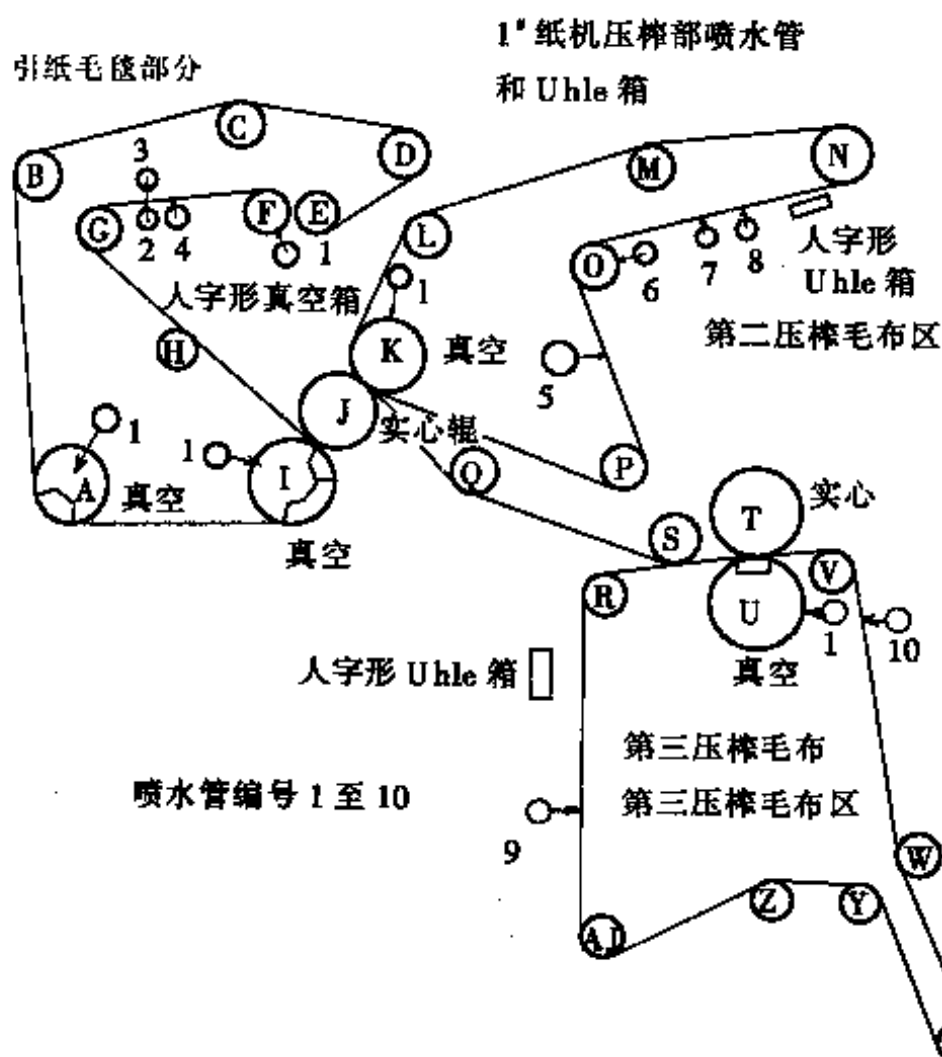 1# 纸机压榨部喷水管
和 Uhle 箱
引纸毛毯部分
C
M
N
D
3
B
F
E
G
L
2
4
1
6
7
8
人字形
Uhle 箱
O
人字形真空箱
1
第二压榨毛布区
H
K
真空
5
J
实心辊
1
1
P
A
I
Q
真空
实心
T
真空
S
V
R
U
1
10
真空
人字形 Uhle 箱
第三压榨毛布
喷水管编号 1 至 10
第三压榨毛布区
9
W
Z
Y